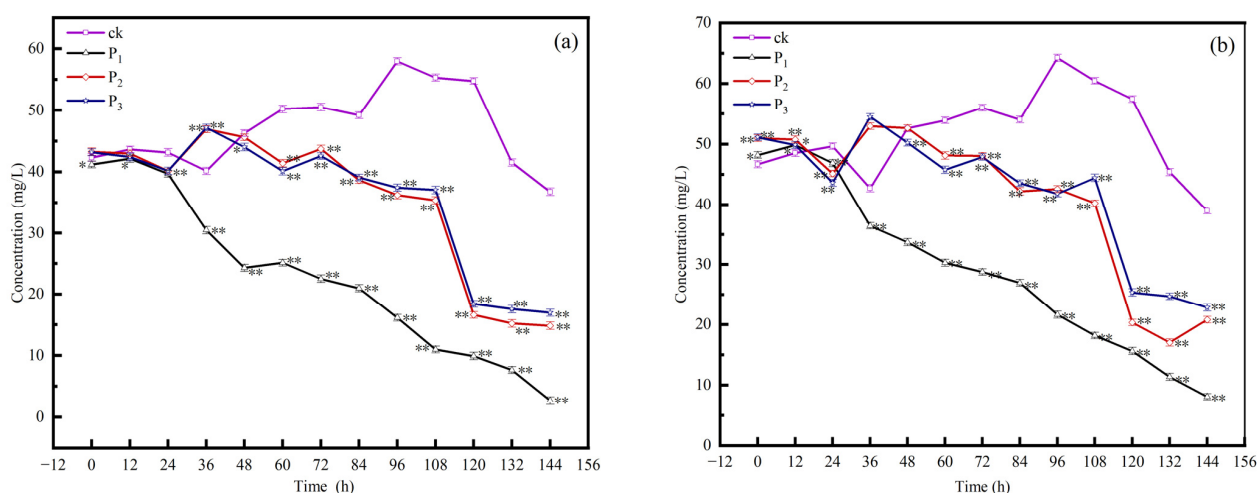 (a)
ck
P₁
P₂
P₃
60
50
40
30
20
10
0
Concentration (mg/L)
−12 0 12 24 36 48 60 72 84 96 108 120 132 144 156
Time (h)
(b)
ck
P₁
P₂
P₃
70
60
50
40
30
20
10
0
Concentration (mg/L)
−12 0 12 24 36 48 60 72 84 96 108 120 132 144 156
Time (h)